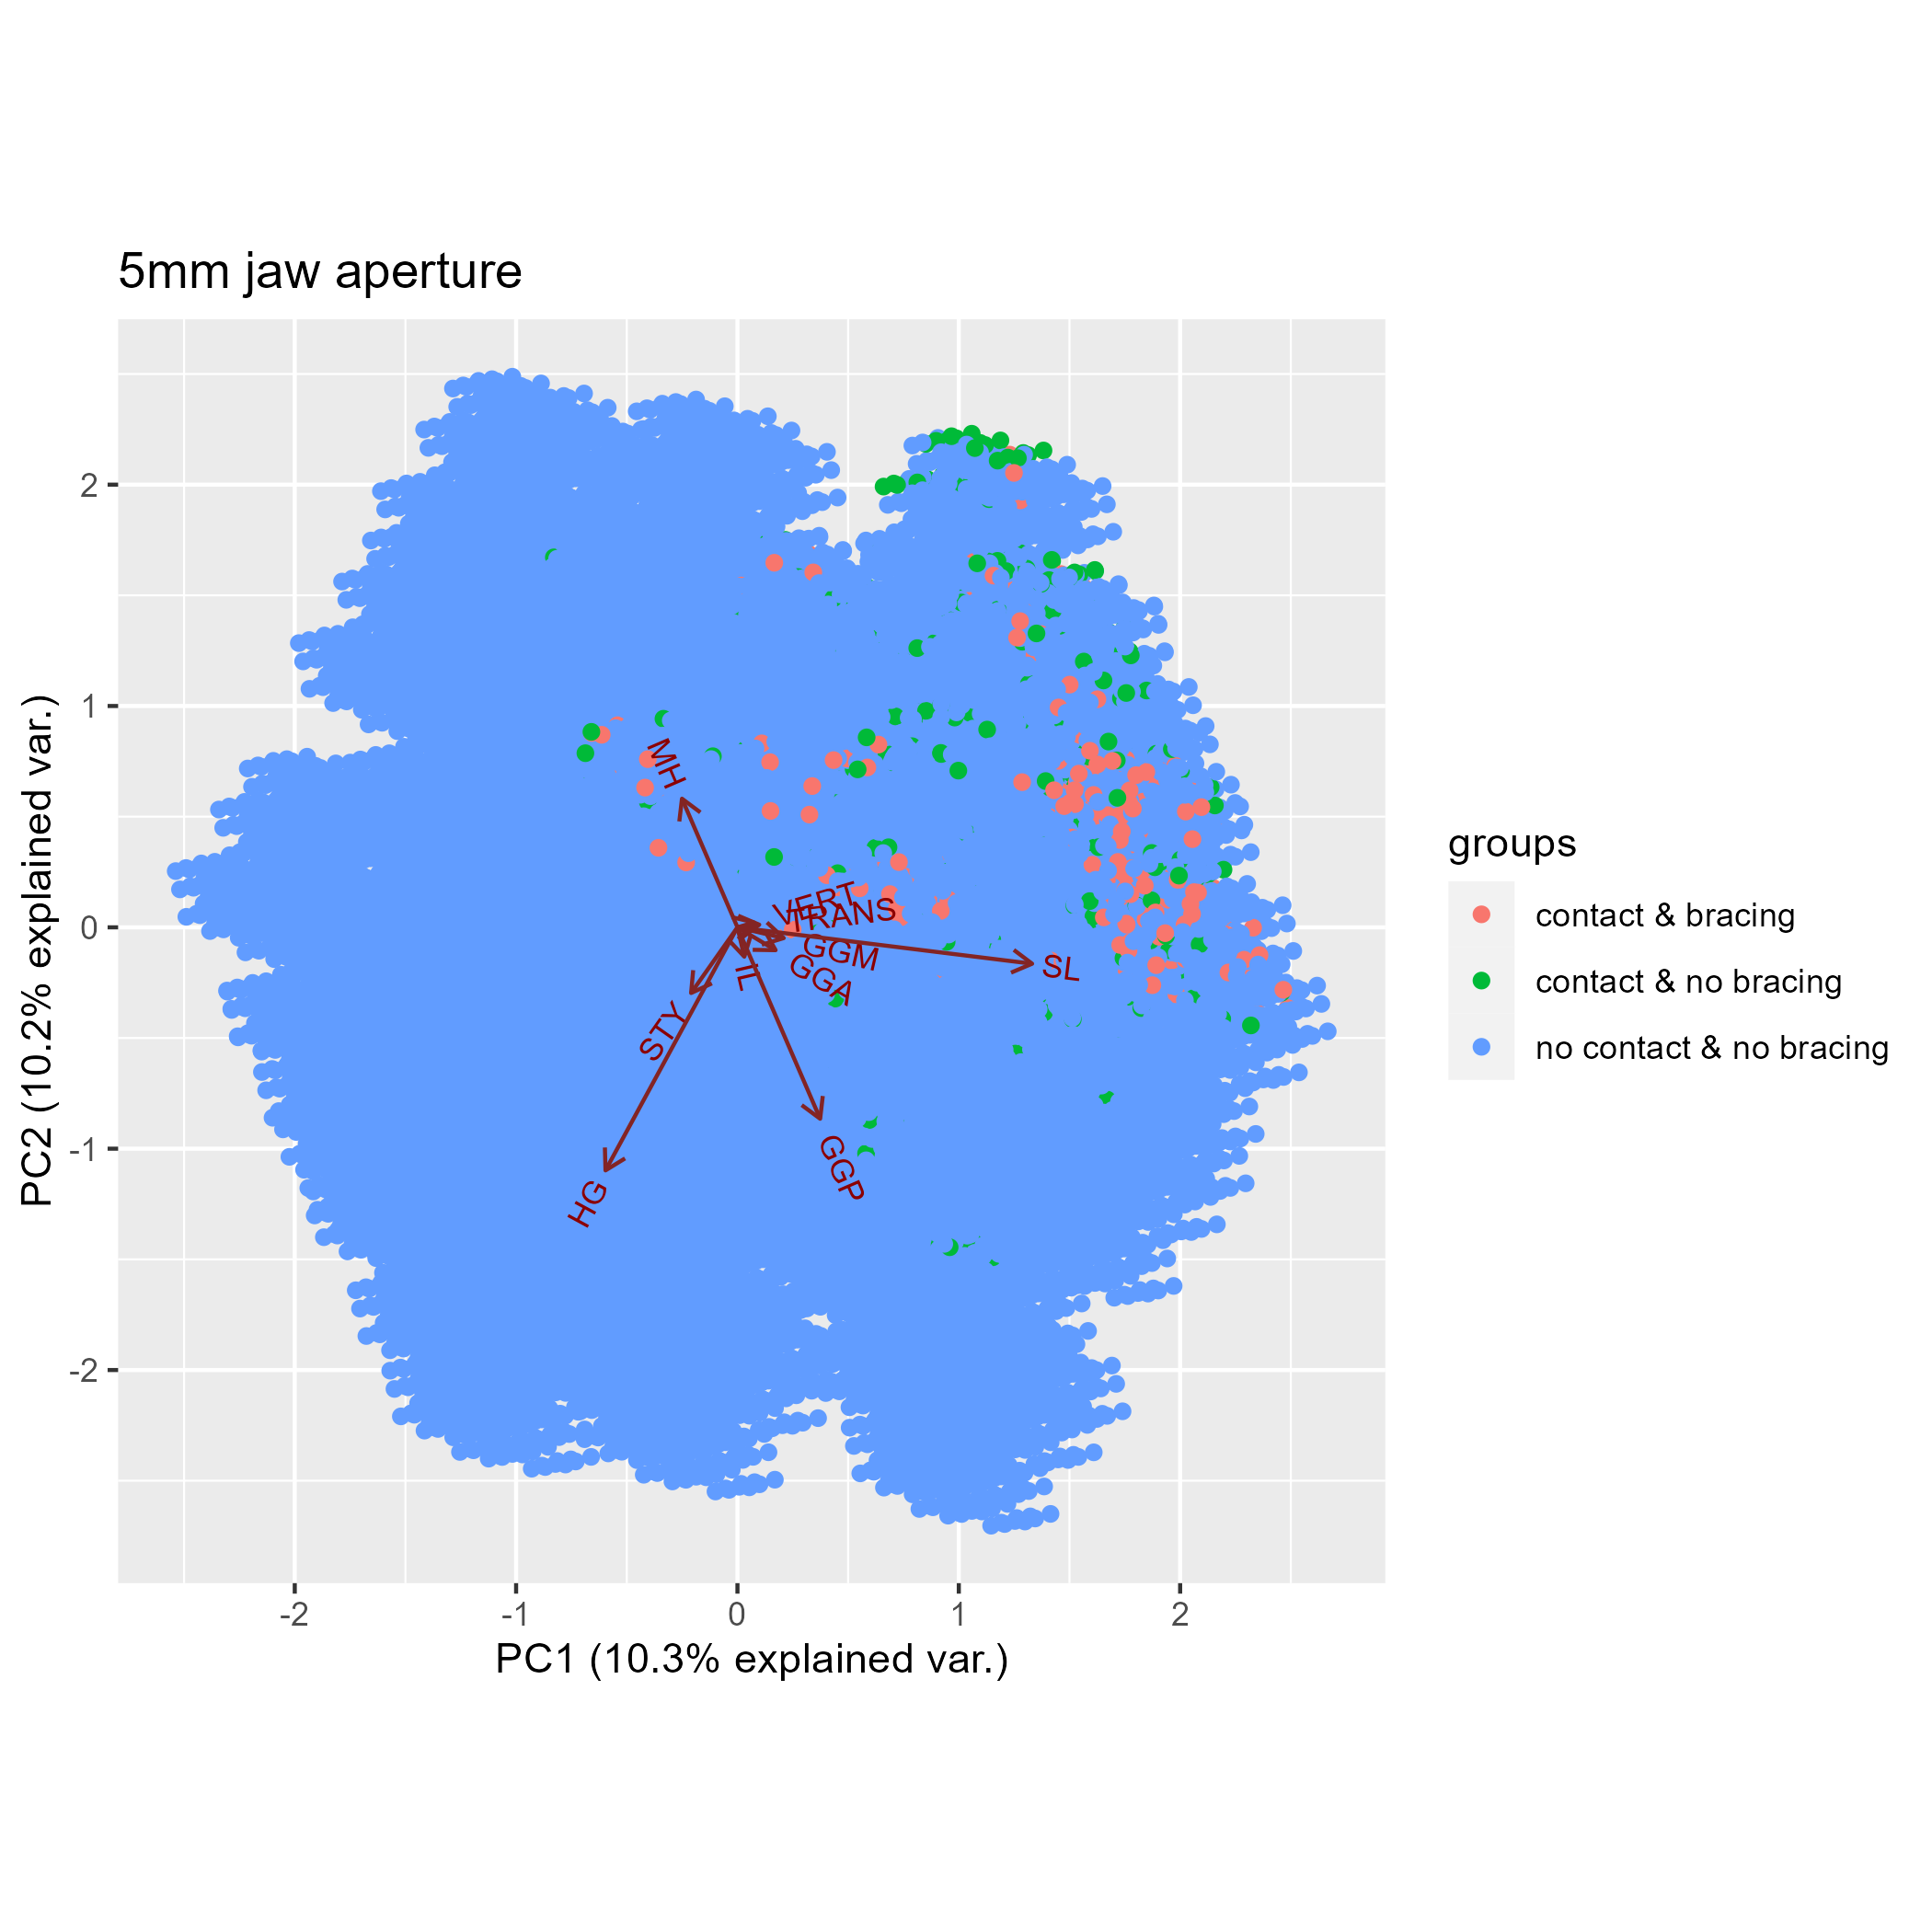 5mm jaw aperture
PC2 (10.2% explained var.)
2
1
0
-1
-2
MH
VERT
TRANS
GGM
GGA
SL
IL
STY
GGP
HG
-2
-1
0
1
2
PC1 (10.3% explained var.)
groups
contact & bracing
contact & no bracing
no contact & no bracing